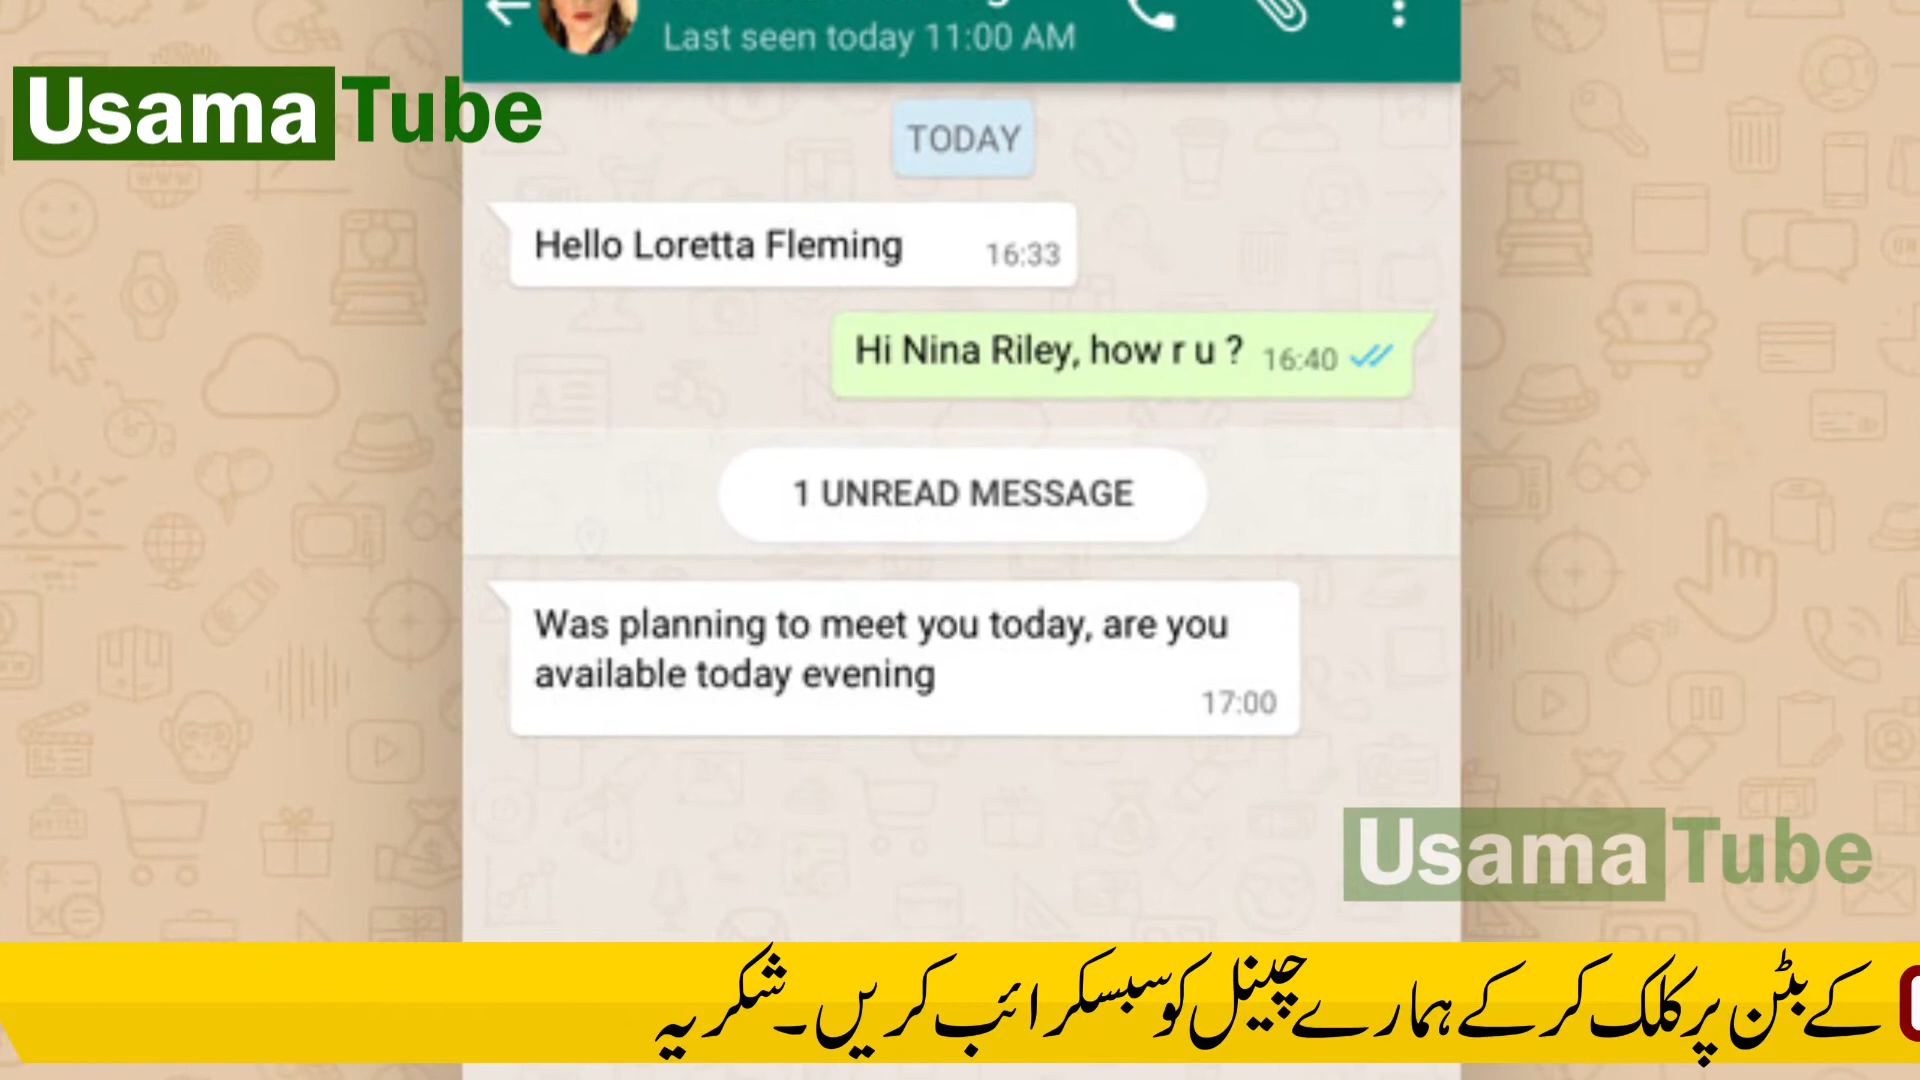 Last seen today 11:00 AM
Usama Tube
TODAY
Hello Loretta Fleming 16:33
Hi Nina Riley, how r u ? 16:40
1 UNREAD MESSAGE
Was planning to meet you today, are you
available today evening
17:00
Usama Tube
کے بٹن پر کلک کر کے ہمارے چینل کو سبسکرائب کریں۔ شکریہ